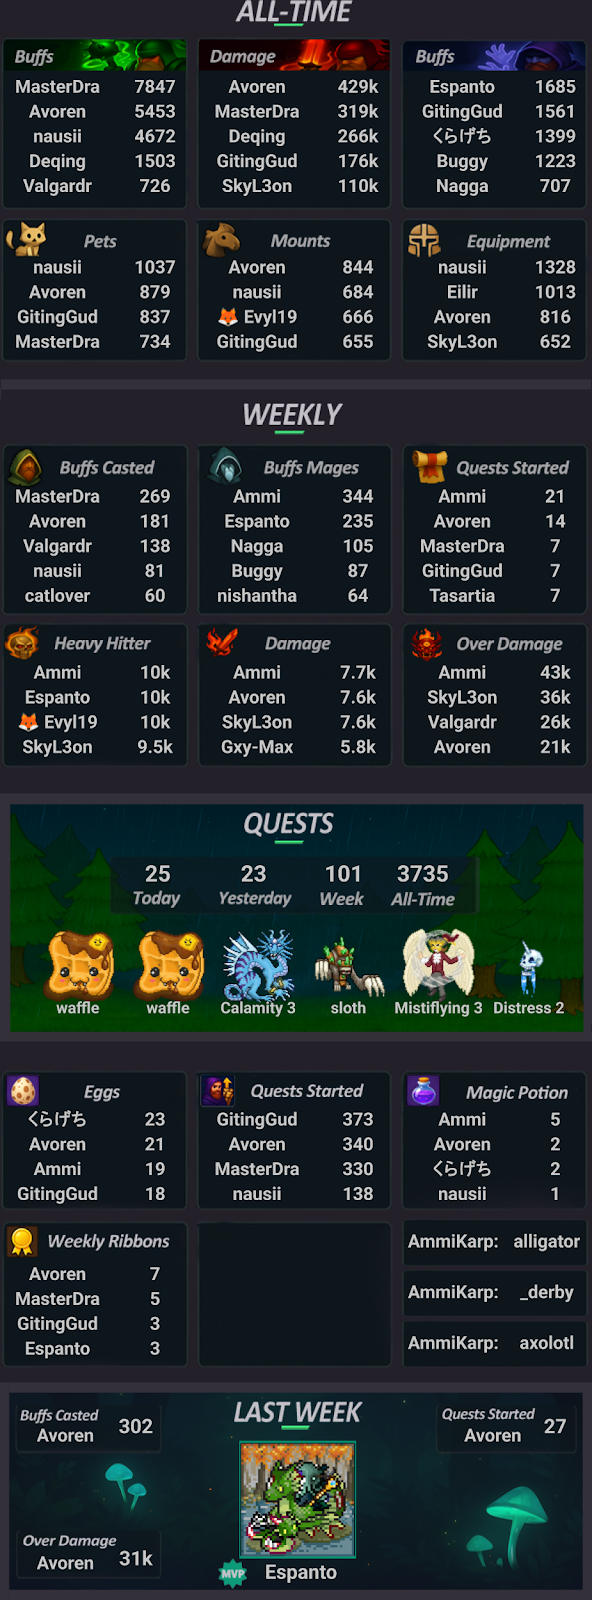 ALL-TIME
Buffs
MasterDra 7847
Avoren 5453
nausii 4672
Deqing 1503
Valgardr 726
Damage
Avoren 429k
MasterDra 319k
Deqing 266k
GitingGud 176k
SkyL3on 110k
Buffs
Espanto 1685
GitingGud 1561
くらげち 1399
Buggy 1223
Nagga 707
Pets
nausii 1037
Avoren 879
GitingGud 837
MasterDra 734
Mounts
Avoren 844
nausii 684
🦊 Evyl19 666
GitingGud 655
Equipment
nausii 1328
Eilir 1013
Avoren 816
SkyL3on 652
WEEKLY
Buffs Casted
MasterDra 269
Avoren 181
Valgardr 138
nausii 81
catlover 60
Buffs Mages
Ammi 344
Espanto 235
Nagga 105
Buggy 87
nishantha 64
Quests Started
Ammi 21
Avoren 14
MasterDra 7
GitingGud 7
Tasartia 7
Heavy Hitter
Ammi 10k
Espanto 10k
🦊 Evyl19 10k
SkyL3on 9.5k
Damage
Ammi 7.7k
Avoren 7.6k
SkyL3on 7.6k
Gxy-Max 5.8k
Over Damage
Ammi 43k
SkyL3on 36k
Valgardr 26k
Avoren 21k
QUESTS
25 23 101 3735
Today Yesterday Week All-Time
waffle waffle Calamity 3 sloth Mistiflying 3 Distress 2
Eggs
くらげち 23
Avoren 21
Ammi 19
GitingGud 18
Quests Started
GitingGud 373
Avoren 340
MasterDra 330
nausii 138
Magic Potion
Ammi 5
Avoren 2
くらげち 2
nausii 1
Weekly Ribbons
Avoren 7
MasterDra 5
GitingGud 3
Espanto 3
AmmiKarp: alligator
AmmiKarp: _derby
AmmiKarp: axolotl
LAST WEEK
Buffs Casted
Avoren 302
Quests Started
Avoren 27
Over Damage
Avoren 31k
MVP Espanto